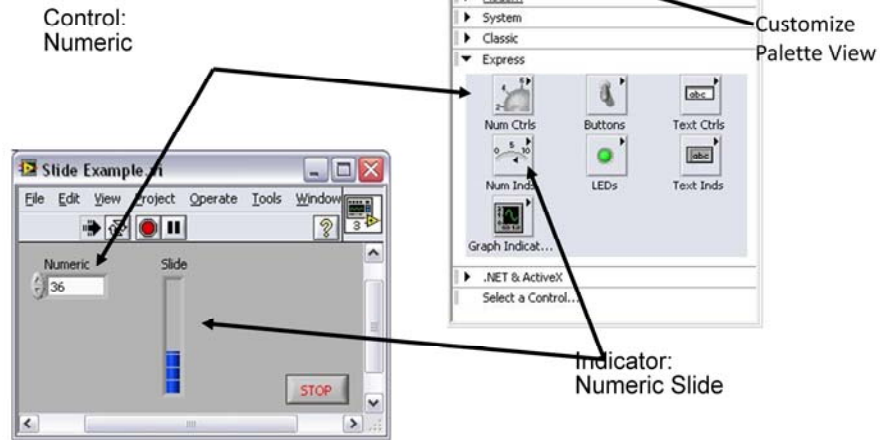 Control:
Numeric
System
Classic
Express
Num Ctrls Buttons Text Ctrls
Num Inds LEDs Text Inds
Graph Indicat...
.NET & ActiveX
Select a Control...
Customize
Palette View
Slide Example.vi
File Edit View Project Operate Tools Window
3
Numeric Slide
36
STOP
Indicator:
Numeric Slide